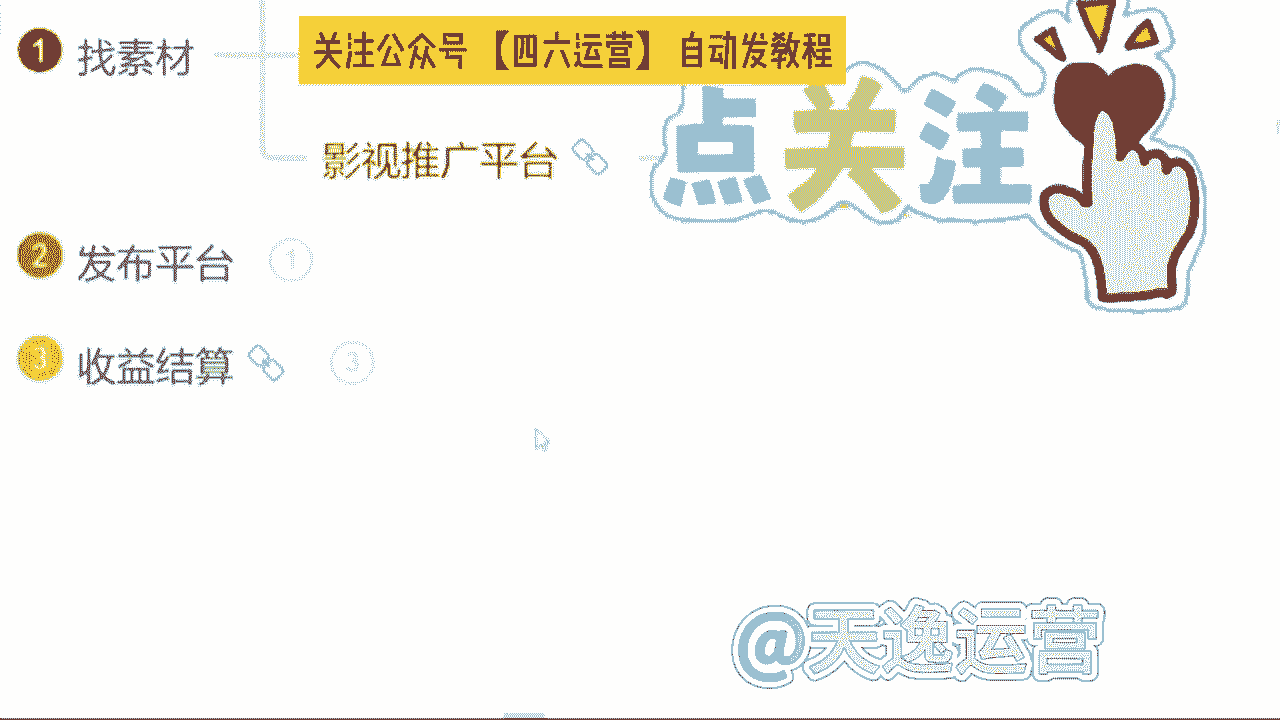 关注公众号 【四六运营】 自动发教程
1 找素材
点关注
影视推广平台
2 发布平台 1
3 收益结算 3
@天逸运营